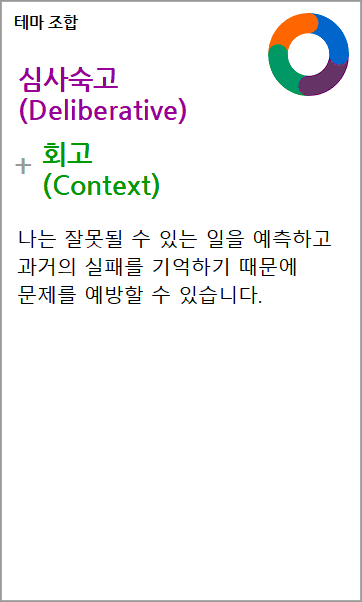 테마 조합
심사숙고
(Deliberative)
+ 회고
(Context)
나는 잘못될 수 있는 일을 예측하고
과거의 실패를 기억하기 때문에
문제를 예방할 수 있습니다.